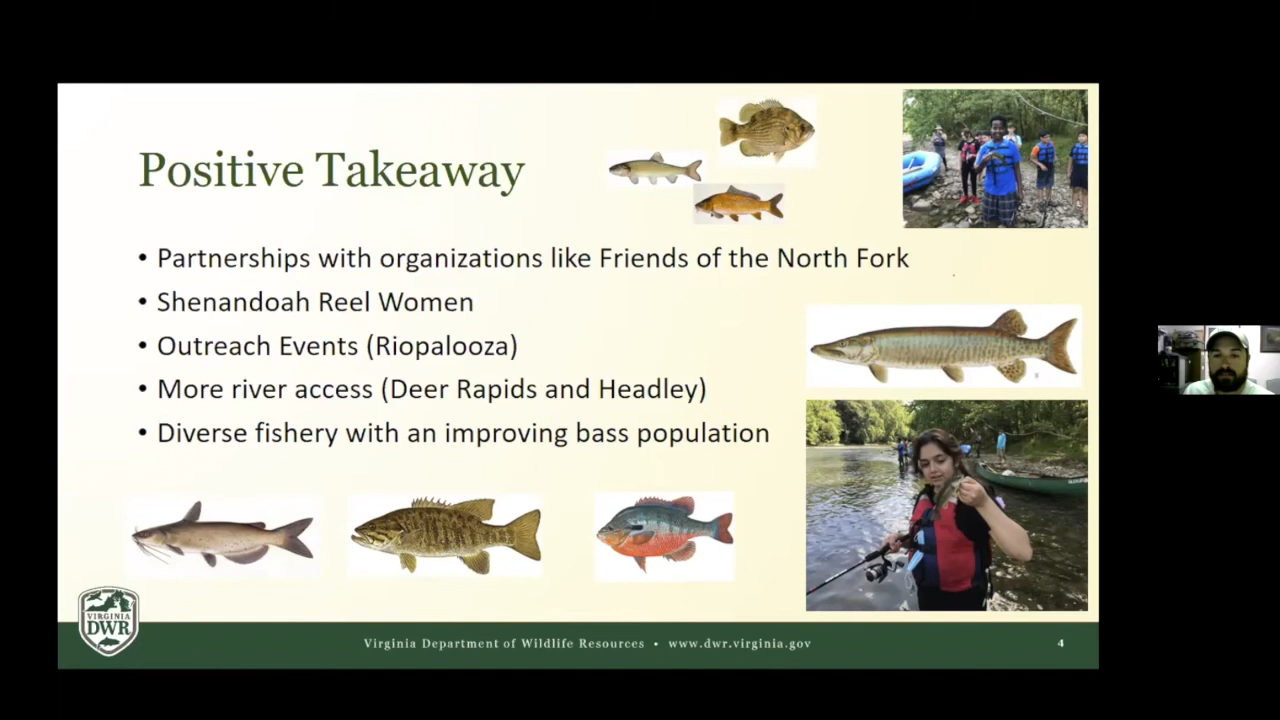 Positive Takeaway
• Partnerships with organizations like Friends of the North Fork
• Shenandoah Reel Women
• Outreach Events (Riopalooza)
• More river access (Deer Rapids and Headley)
• Diverse fishery with an improving bass population
VIRGINIA
DWR
Virginia Department of Wildlife Resources • www.dwr.virginia.gov
4